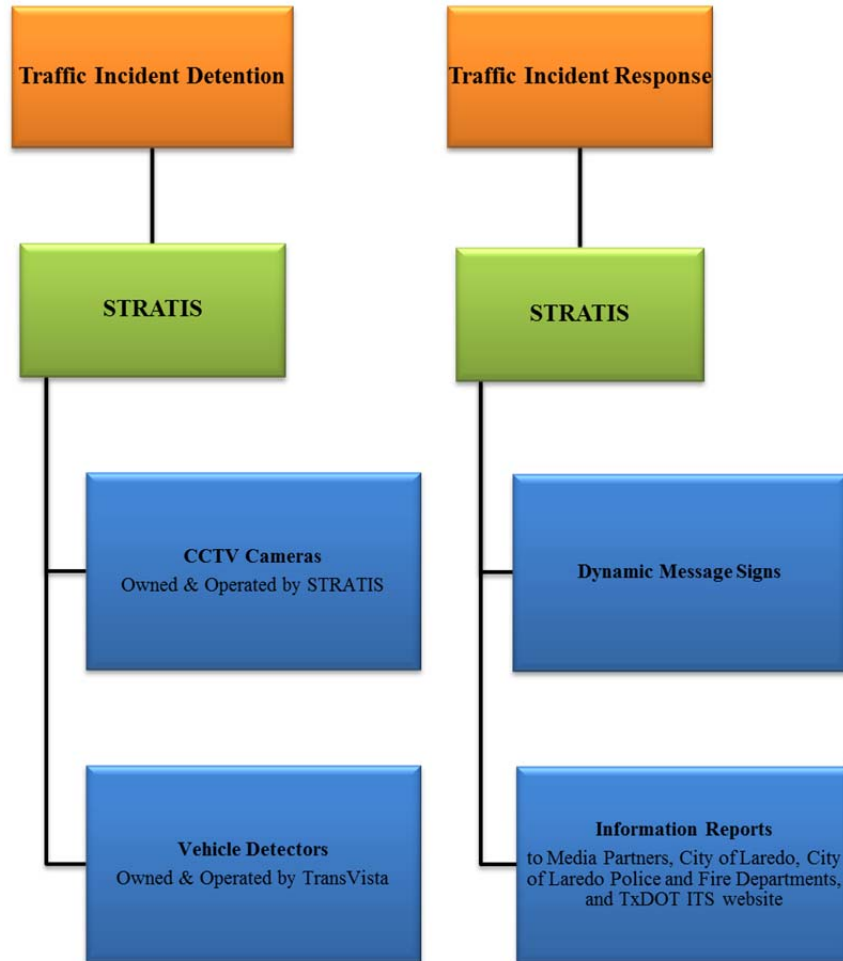 Traffic Incident Detention
STRATIS
CCTV Cameras
Owned & Operated by STRATIS
Vehicle Detectors
Owned & Operated by TransVista
Traffic Incident Response
STRATIS
Dynamic Message Signs
Information Reports
to Media Partners, City of Laredo, City
of Laredo Police and Fire Departments,
and TxDOT ITS website